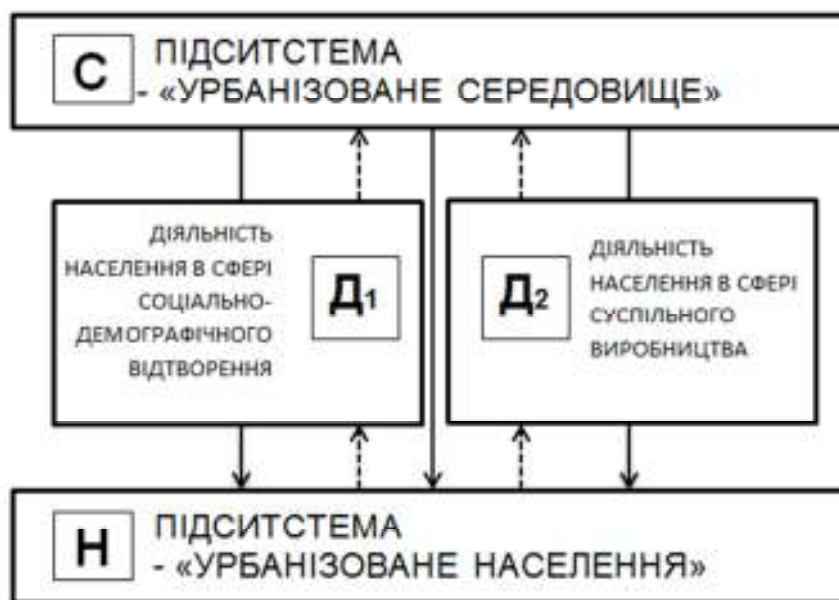 С
ПІДСИТСТЕМА
- «УРБАНІЗОВАНЕ СЕРЕДОВИЩЕ»
ДІЯЛЬНІСТЬ
НАСЕЛЕННЯ В СФЕРІ
СОЦІАЛЬНО-
ДЕМОГРАФІЧНОГО
ВІДТВОРЕННЯ
Д1
Д2
ДІЯЛЬНІСТЬ
НАСЕЛЕННЯ В СФЕРІ
СУСПІЛЬНОГО
ВИРОБНИЦТВА
Н
ПІДСИТСТЕМА
- «УРБАНІЗОВАНЕ НАСЕЛЕННЯ»